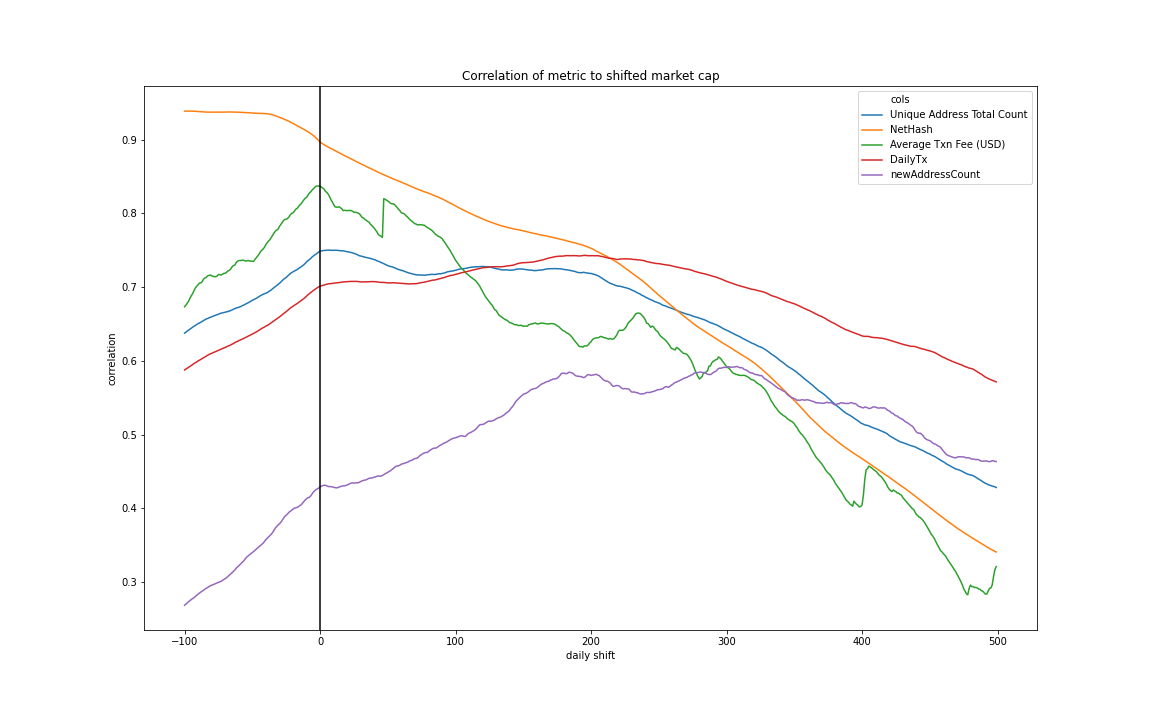 Correlation of metric to shifted market cap
cols
Unique Address Total Count
NetHash
Average Txn Fee (USD)
DailyTx
newAddressCount
correlation
0.9
0.8
0.7
0.6
0.5
0.4
0.3
−100 0 100 200 300 400 500
daily shift